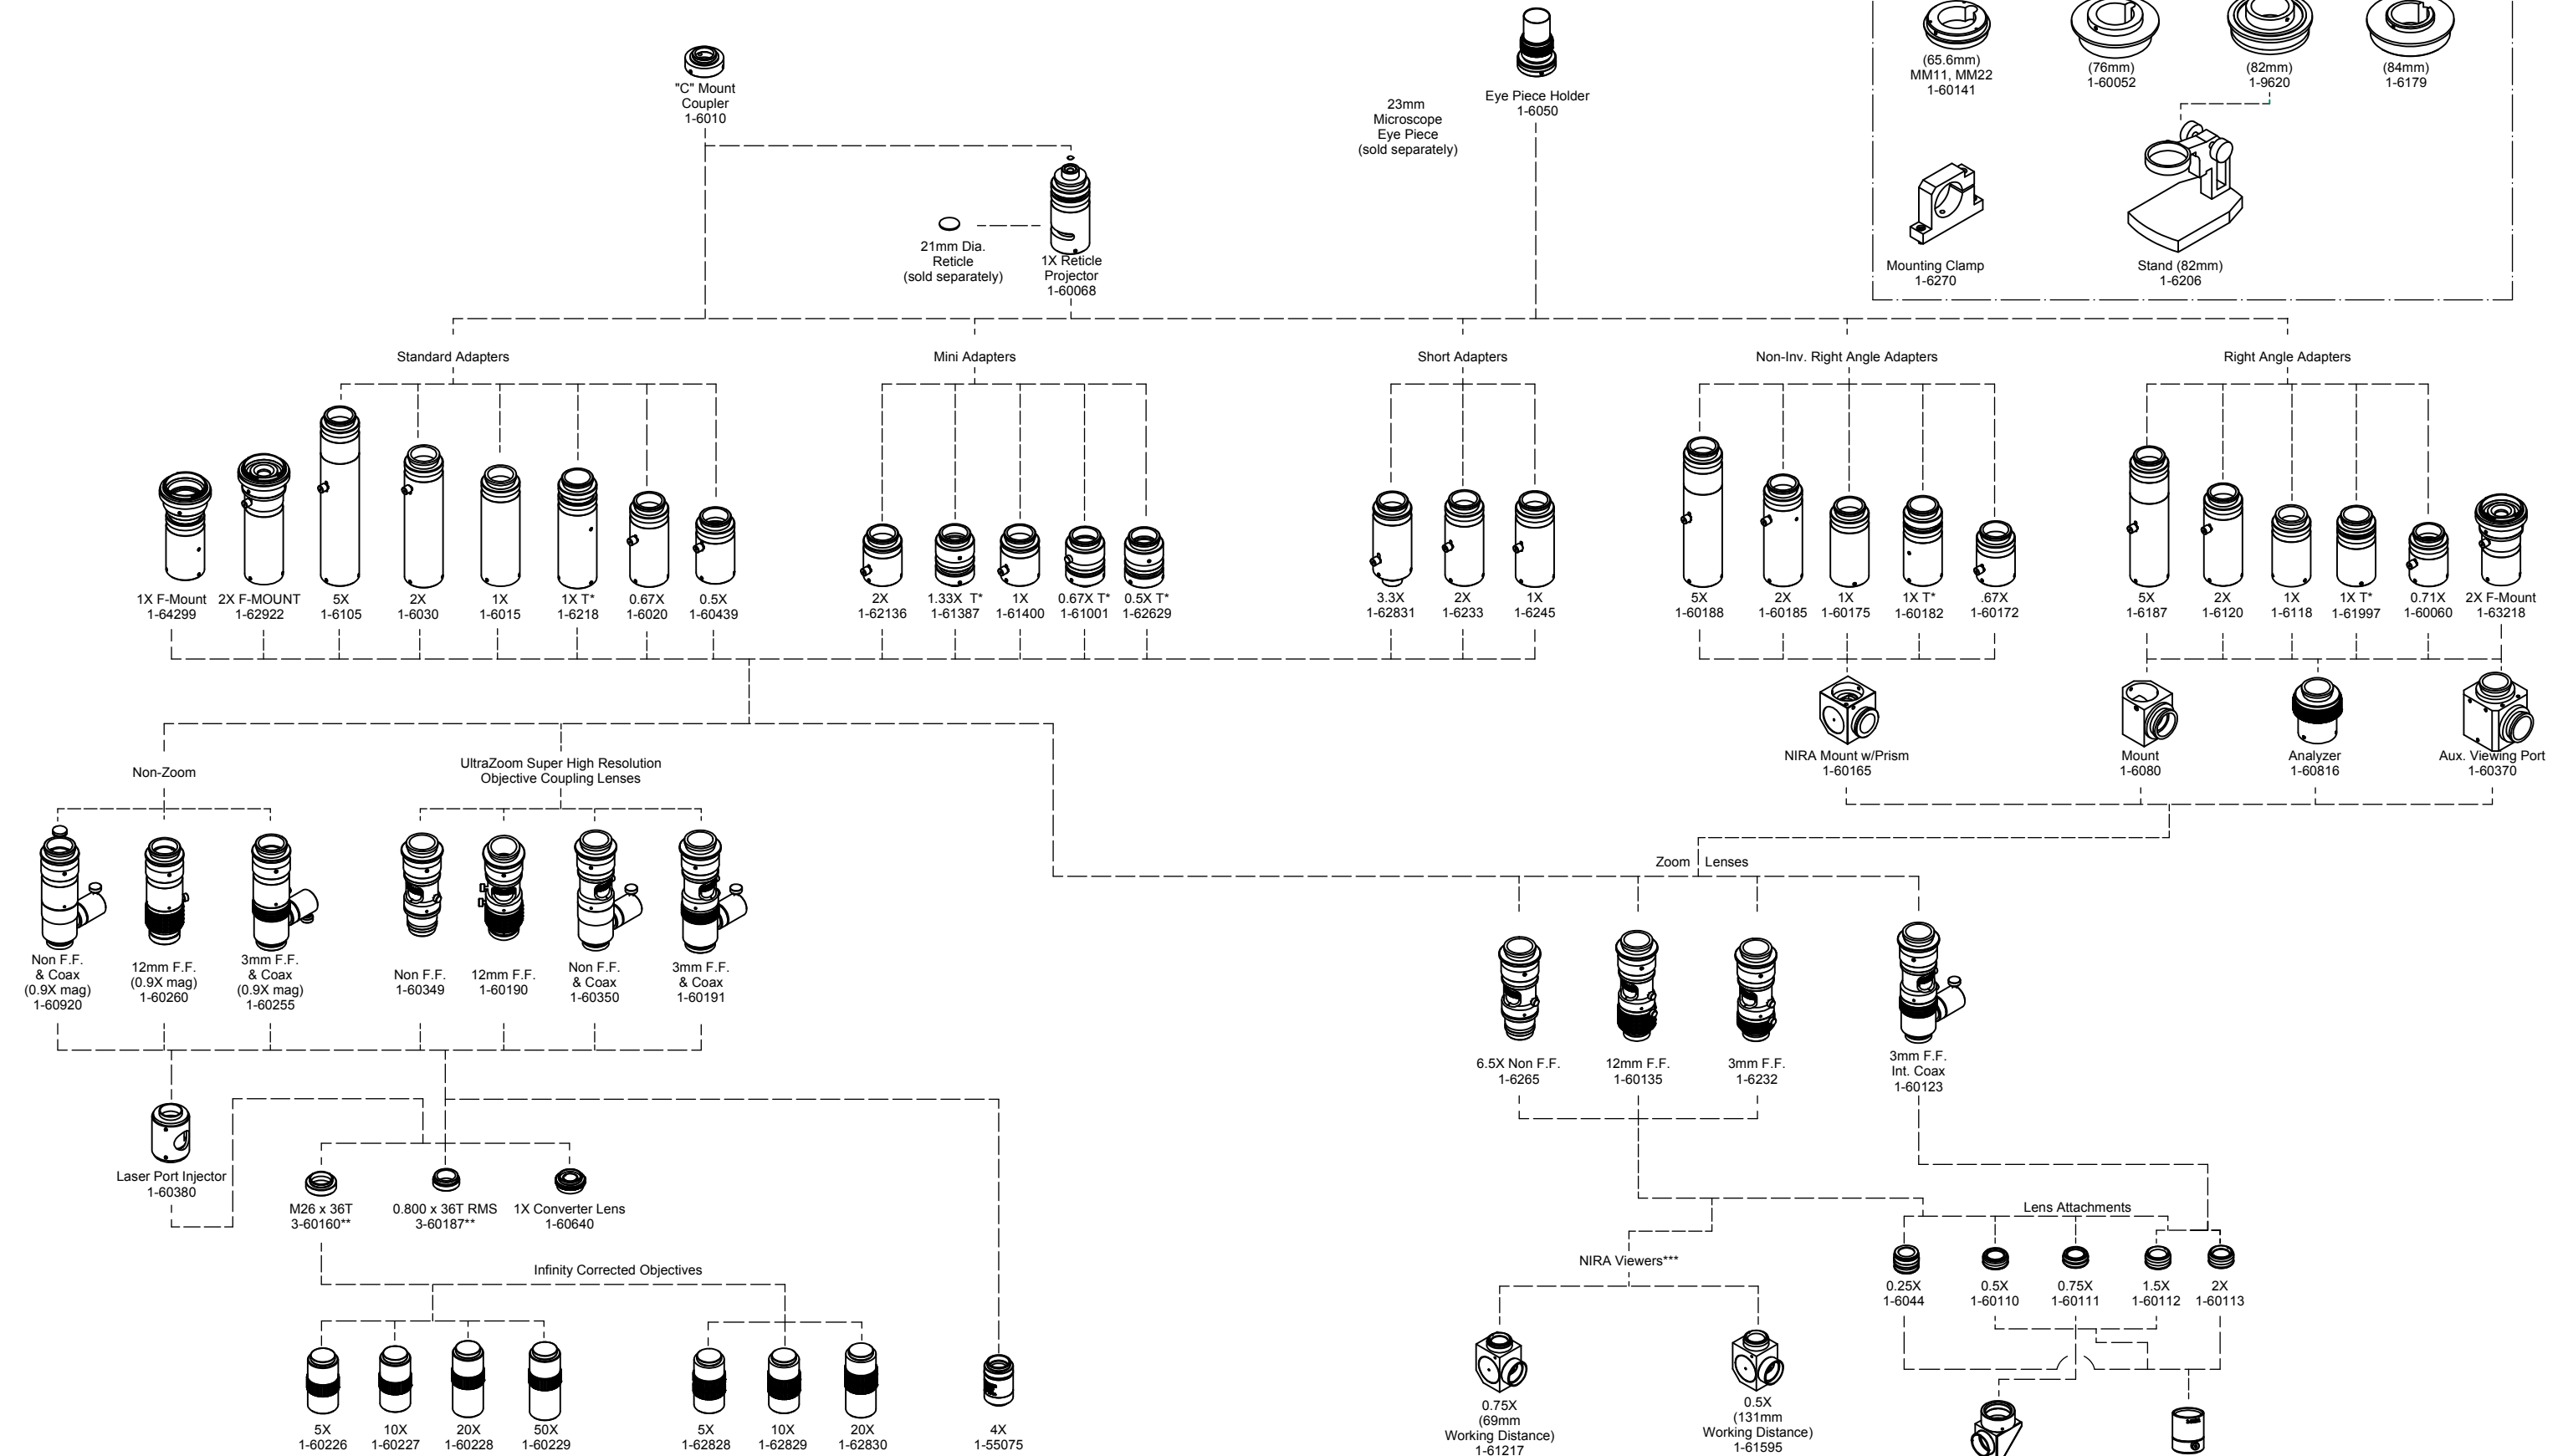 "C" Mount
Coupler
1-6010
Eye Piece Holder
1-6050
23mm
Microscope
Eye Piece
(sold separately)
(65.6mm)
MM11, MM22
1-60141
(76mm)
1-60052
(82mm)
1-9620
(84mm)
1-6179
21mm Dia.
Reticle
(sold separately)
1X Reticle
Projector
1-60068
Mounting Clamp
1-6270
Stand (82mm)
1-6206
Standard Adapters
Mini Adapters
Short Adapters
Non-Inv. Right Angle Adapters
Right Angle Adapters
1X F-Mount
1-64299
2X F-MOUNT
1-62922
5X
1-6105
2X
1-6030
1X
1-6015
1X T*
1-6218
0.67X
1-6020
0.5X
1-60439
2X
1-62136
1.33X T*
1-61387
1X
1-61400
0.67X T*
1-61001
0.5X T*
1-62629
3.3X
1-62831
2X
1-6233
1X
1-6245
5X
1-60188
2X
1-60185
1X
1-60175
1X T*
1-60182
.67X
1-60172
5X
1-6187
2X
1-6120
1X
1-6118
1X T*
1-61997
0.71X
1-60060
2X F-Mount
1-63218
NIRA Mount w/Prism
1-60165
Mount
1-6080
Analyzer
1-60816
Aux. Viewing Port
1-60370
Non-Zoom
UltraZoom Super High Resolution
Objective Coupling Lenses
Zoom Lenses
Non F.F.
& Coax
(0.9X mag)
1-60920
12mm F.F.
(0.9X mag)
1-60260
3mm F.F.
& Coax
(0.9X mag)
1-60255
Non F.F.
1-60349
12mm F.F.
1-60190
Non F.F.
& Coax
1-60350
3mm F.F.
& Coax
1-60191
6.5X Non F.F.
1-6265
12mm F.F.
1-60135
3mm F.F.
1-6232
3mm F.F.
Int. Coax
1-60123
Laser Port Injector
1-60380
M26 x 36T
3-60160**
0.800 x 36T RMS
3-60187**
1X Converter Lens
1-60640
Lens Attachments
NIRA Viewers***
0.25X
1-6044
0.5X
1-60110
0.75X
1-60111
1.5X
1-60112
2X
1-60113
Infinity Corrected Objectives
5X
1-60226
10X
1-60227
20X
1-60228
50X
1-60229
5X
1-62828
10X
1-62829
20X
1-62830
4X
1-55075
0.75X
(69mm
Working Distance)
1-61217
0.5X
(131mm
Working Distance)
1-61595